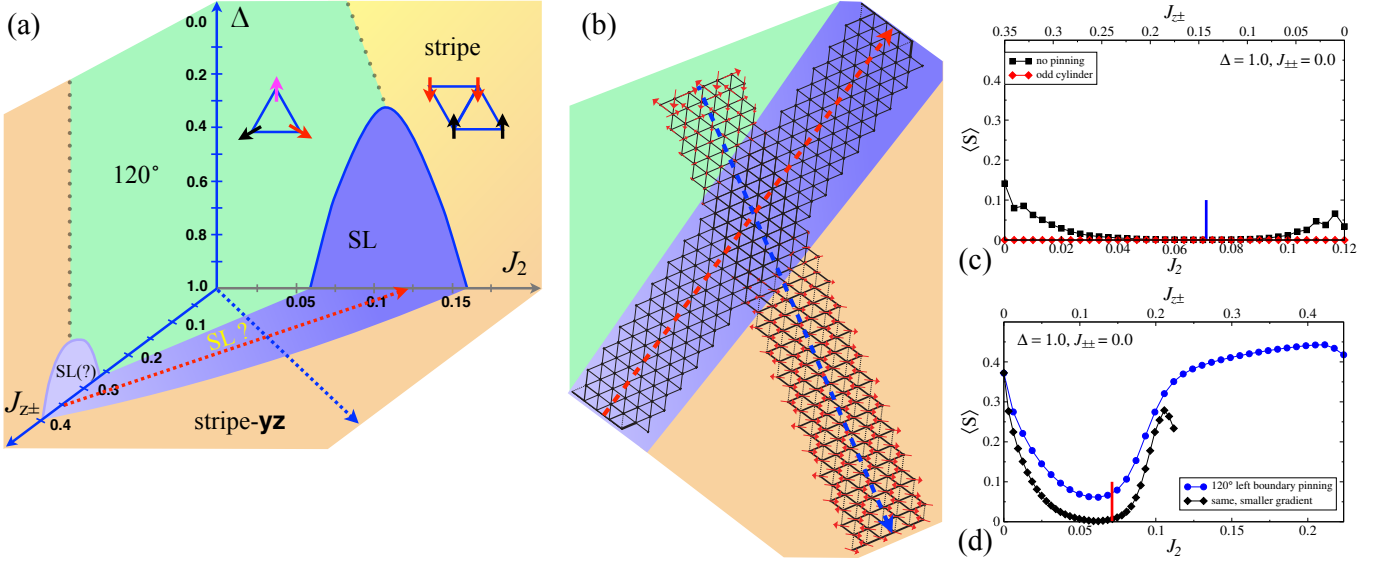 (a)
Δ
0.0
0.2
0.4
0.6
0.8
1.0
stripe
120°
SL
J2
0.05
0.1
0.15
0.1
0.2
0.3
0.4
SL ?
SL(?)
Jz±
stripe-yz
(b)
Jz±
0.35 0.3 0.25 0.2 0.15 0.1 0.05 0
no pinning
odd cylinder
Δ = 1.0, J±± = 0.0
⟨S⟩
0.4
0.3
0.2
0.1
0
0 0.02 0.04 0.06 0.08 0.1 0.12
J2
(c)
Jz±
0 0.1 0.2 0.3 0.4
Δ = 1.0, J±± = 0.0
⟨S⟩
0.4
0.3
0.2
0.1
0
120° left boundary pinning
same, smaller gradient
0 0.05 0.1 0.15 0.2
J2
(d)